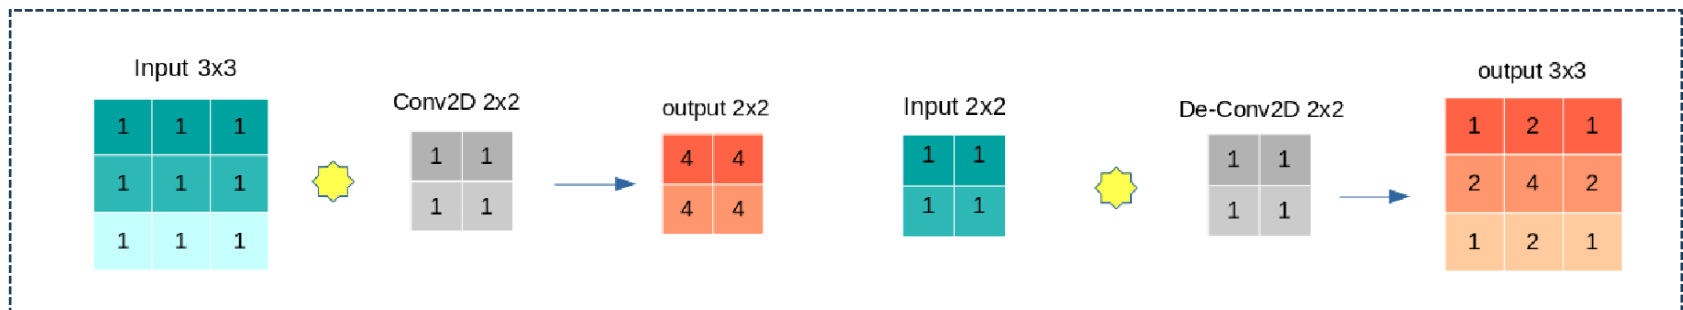 Input 3x3
1 1 1
1 1 1
1 1 1
Conv2D 2x2
1 1
1 1
output 2x2
4 4
4 4
Input 2x2
1 1
1 1
De-Conv2D 2x2
1 1
1 1
output 3x3
1 2 1
2 4 2
1 2 1